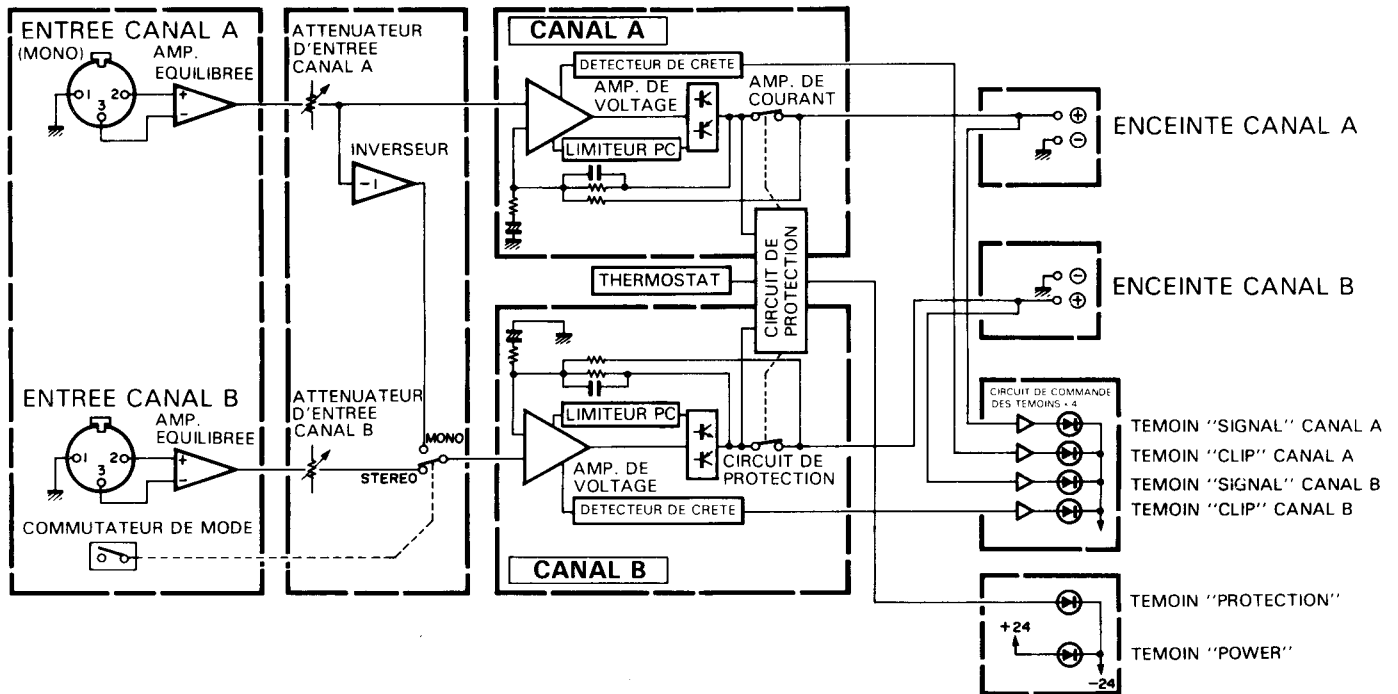 ENTREE CANAL A
(MONO)
AMP.
EQUILIBREE
1
2
3
+
−
ATTENUATEUR
D'ENTREE
CANAL A
INVERSEUR
−1
CANAL A
DETECTEUR DE CRETE
AMP. DE
VOLTAGE
AMP. DE
COURANT
LIMITEUR PC
CIRCUIT DE
PROTECTION
THERMOSTAT
ENCEINTE CANAL A
+
−
ENCEINTE CANAL B
−
+
ENTREE CANAL B
AMP.
EQUILIBREE
1
2
3
+
−
COMMUTATEUR DE MODE
ATTENUATEUR
D'ENTREE
CANAL B
MONO
STEREO
LIMITEUR PC
AMP. DE
VOLTAGE
CIRCUIT DE
PROTECTION
DETECTEUR DE CRETE
CANAL B
CIRCUIT DE COMMANDE
DES TEMOINS × 4
TEMOIN "SIGNAL" CANAL A
TEMOIN "CLIP" CANAL A
TEMOIN "SIGNAL" CANAL B
TEMOIN "CLIP" CANAL B
TEMOIN "PROTECTION"
+24
TEMOIN "POWER"
−24